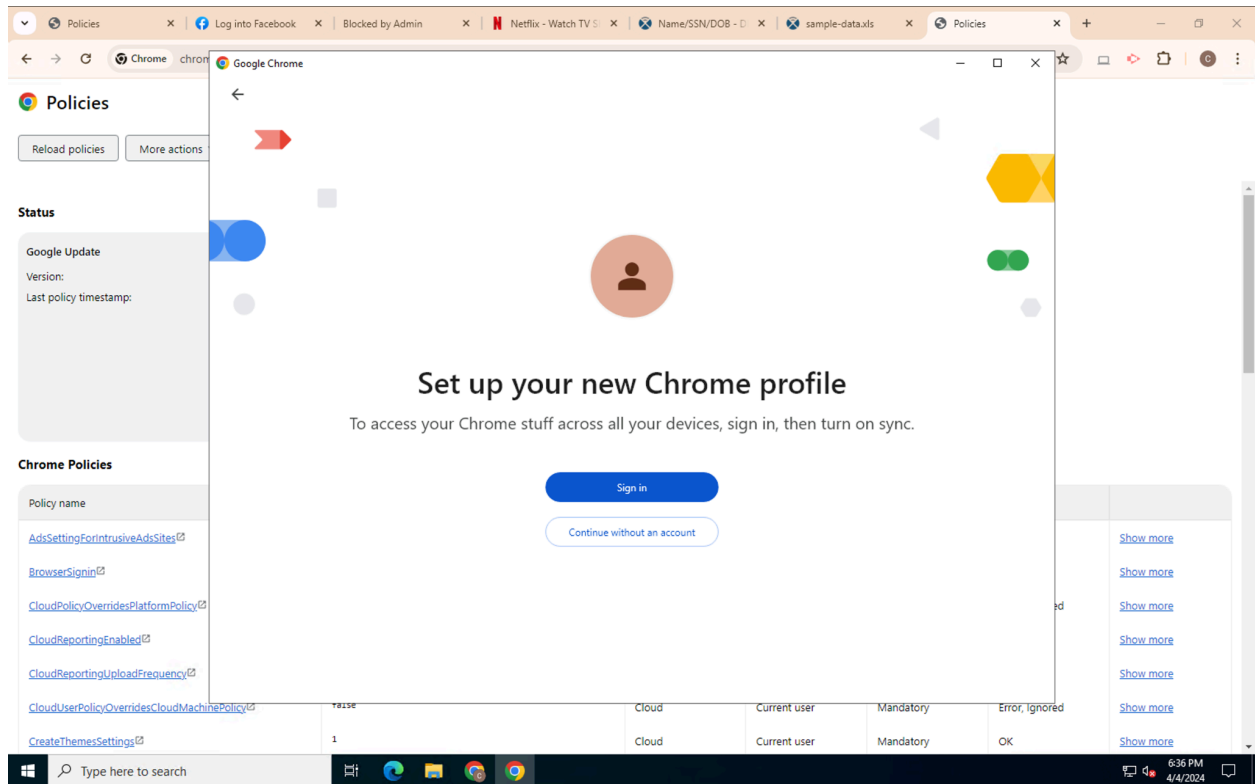 Policies
Log into Facebook
Blocked by Admin
Netflix - Watch TV S
Name/SSN/DOB - D
sample-data.xls
Policies
Chrome
chrom
Google Chrome
Policies
Reload policies
More actions
Status
Google Update
Version:
Last policy timestamp:
Set up your new Chrome profile
To access your Chrome stuff across all your devices, sign in, then turn on sync.
Sign in
Continue without an account
Chrome Policies
Policy name
AdsSettingForIntrusiveAdsSites Show more
BrowserSignin Show more
CloudPolicyOverridesPlatformPolicy ed Show more
CloudReportingEnabled Show more
CloudReportingUploadFrequency Show more
CloudUserPolicyOverridesCloudMachinePolicy false Cloud Current user Mandatory Error, Ignored Show more
CreateThemesSettings 1 Cloud Current user Mandatory OK Show more
Type here to search
6:36 PM
4/4/2024